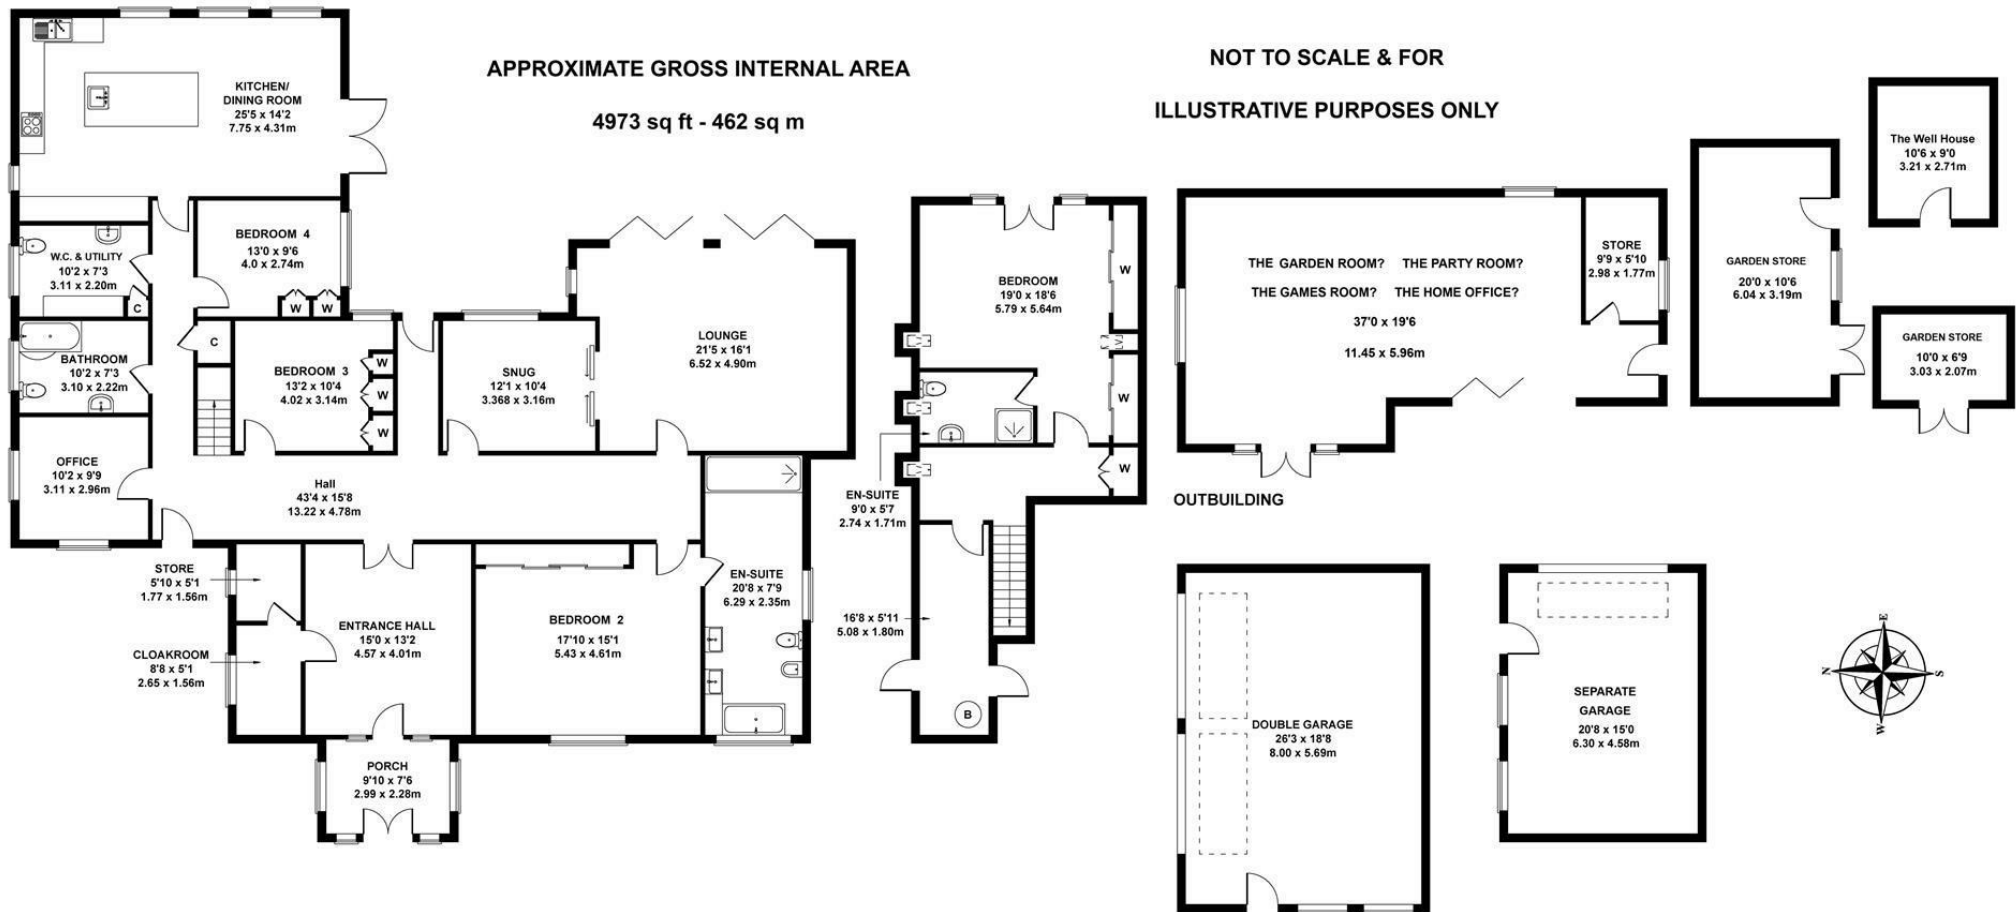 APPROXIMATE GROSS INTERNAL AREA
4973 sq ft - 462 sq m
NOT TO SCALE & FOR
ILLUSTRATIVE PURPOSES ONLY
KITCHEN/
DINING ROOM
25'5 x 14'2
7.75 x 4.31m
W.C. & UTILITY
10'2 x 7'3
3.11 x 2.20m
C
BEDROOM 4
13'0 x 9'6
4.0 x 2.74m
W
W
BATHROOM
10'2 x 7'3
3.10 x 2.22m
C
BEDROOM 3
13'2 x 10'4
4.02 x 3.14m
W
W
W
SNUG
12'1 x 10'4
3.368 x 3.16m
LOUNGE
21'5 x 16'1
6.52 x 4.90m
OFFICE
10'2 x 9'9
3.11 x 2.96m
Hall
43'4 x 15'8
13.22 x 4.78m
STORE
5'10 x 5'1
1.77 x 1.56m
CLOAKROOM
8'8 x 5'1
2.65 x 1.56m
ENTRANCE HALL
15'0 x 13'2
4.57 x 4.01m
BEDROOM 2
17'10 x 15'1
5.43 x 4.61m
EN-SUITE
20'8 x 7'9
6.29 x 2.35m
PORCH
9'10 x 7'6
2.99 x 2.28m
BEDROOM
19'0 x 18'6
5.79 x 5.64m
W
W
W
EN-SUITE
9'0 x 5'7
2.74 x 1.71m
16'8 x 5'11
5.08 x 1.80m
B
THE GARDEN ROOM? THE PARTY ROOM?
THE GAMES ROOM? THE HOME OFFICE?
37'0 x 19'6
11.45 x 5.96m
STORE
9'9 x 5'10
2.98 x 1.77m
OUTBUILDING
GARDEN STORE
20'0 x 10'6
6.04 x 3.19m
The Well House
10'6 x 9'0
3.21 x 2.71m
GARDEN STORE
10'0 x 6'9
3.03 x 2.07m
DOUBLE GARAGE
26'3 x 18'8
8.00 x 5.69m
SEPARATE
GARAGE
20'8 x 15'0
6.30 x 4.58m
E
N
S
W